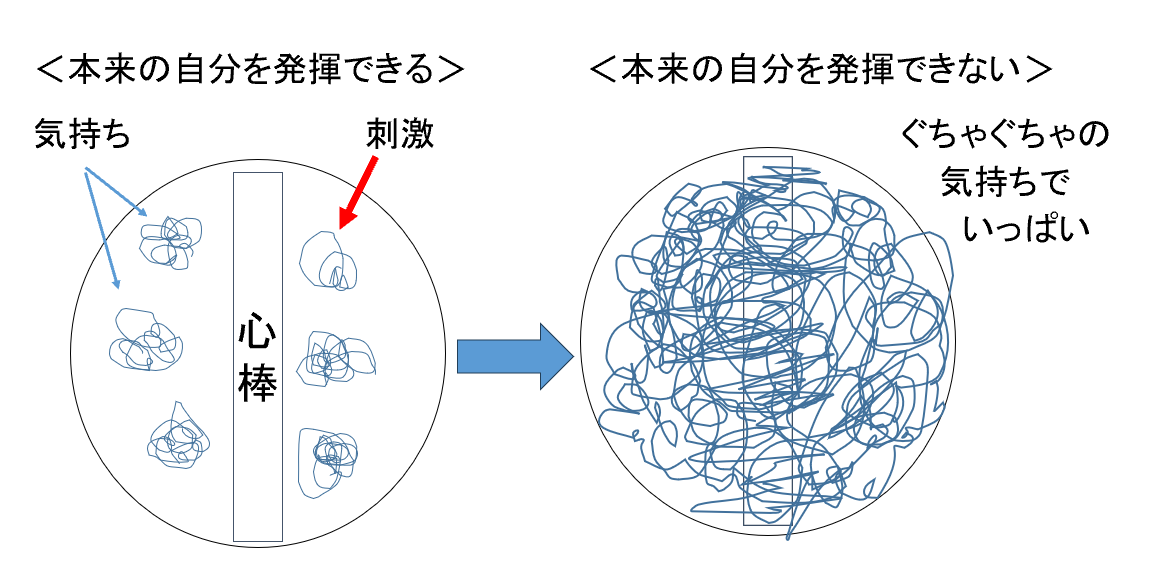 ＜本来の自分を発揮できる＞
気持ち
刺激
心棒
＜本来の自分を発揮できない＞
ぐちゃぐちゃの
気持ちで
いっぱい